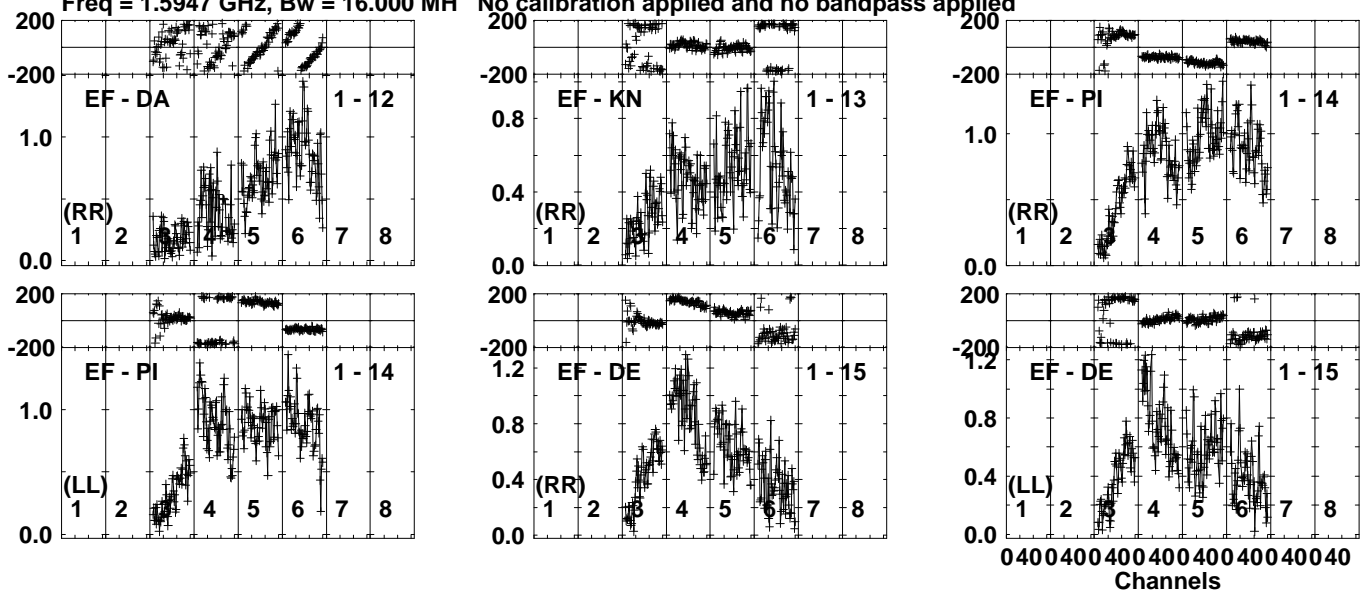 Freq = 1.5947 GHz, Bw = 16.000 MH No calibration applied and no bandpass applied
200
-200
EF - DA 1 - 12
1.0
(RR)
1 2 3 4 5 6 7 8
0.0
200
-200
EF - KN 1 - 13
0.8
0.4
(RR)
1 2 3 4 5 6 7 8
0.0
200
-200
EF - PI 1 - 14
1.0
(RR)
1 2 3 4 5 6 7 8
0.0
200
-200
EF - PI 1 - 14
1.0
(LL)
1 2 3 4 5 6 7 8
0.0
200
-200
EF - DE 1 - 15
1.2
0.8
0.4
(RR)
1 2 3 4 5 6 7 8
0.0
200
-200
1.2
EF - DE 1 - 15
0.8
0.4
(LL)
1 2 3 4 5 6 7 8
0.0
0 40 0 40 0 40 0 40 0 40 0 40 0 40 0 40
Channels